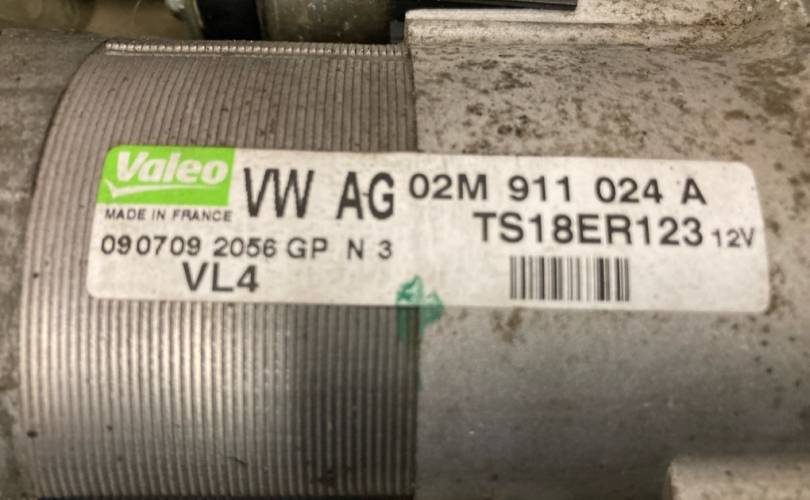 Valeo
MADE IN FRANCE
VW AG 02M 911 024 A
TS18ER123 12V
090709 2056 GP N 3
VL4